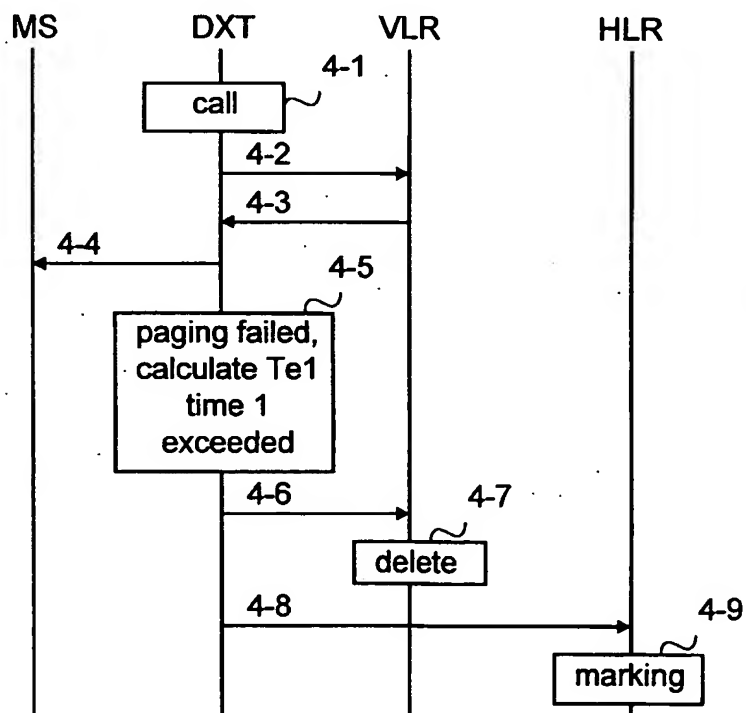 MS DXT VLR HLR
4-1
call
4-2
4-3
4-4
4-5
paging failed,
calculate Te1
time 1
exceeded
4-6
4-7
delete
4-8
4-9
marking